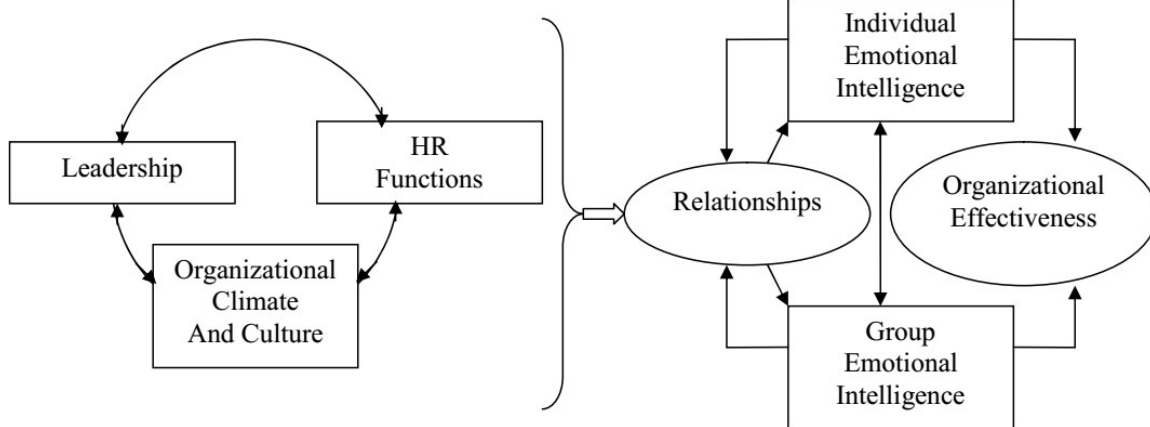 Leadership
HR
Functions
Organizational
Climate
And Culture
Relationships
Individual
Emotional
Intelligence
Organizational
Effectiveness
Group
Emotional
Intelligence